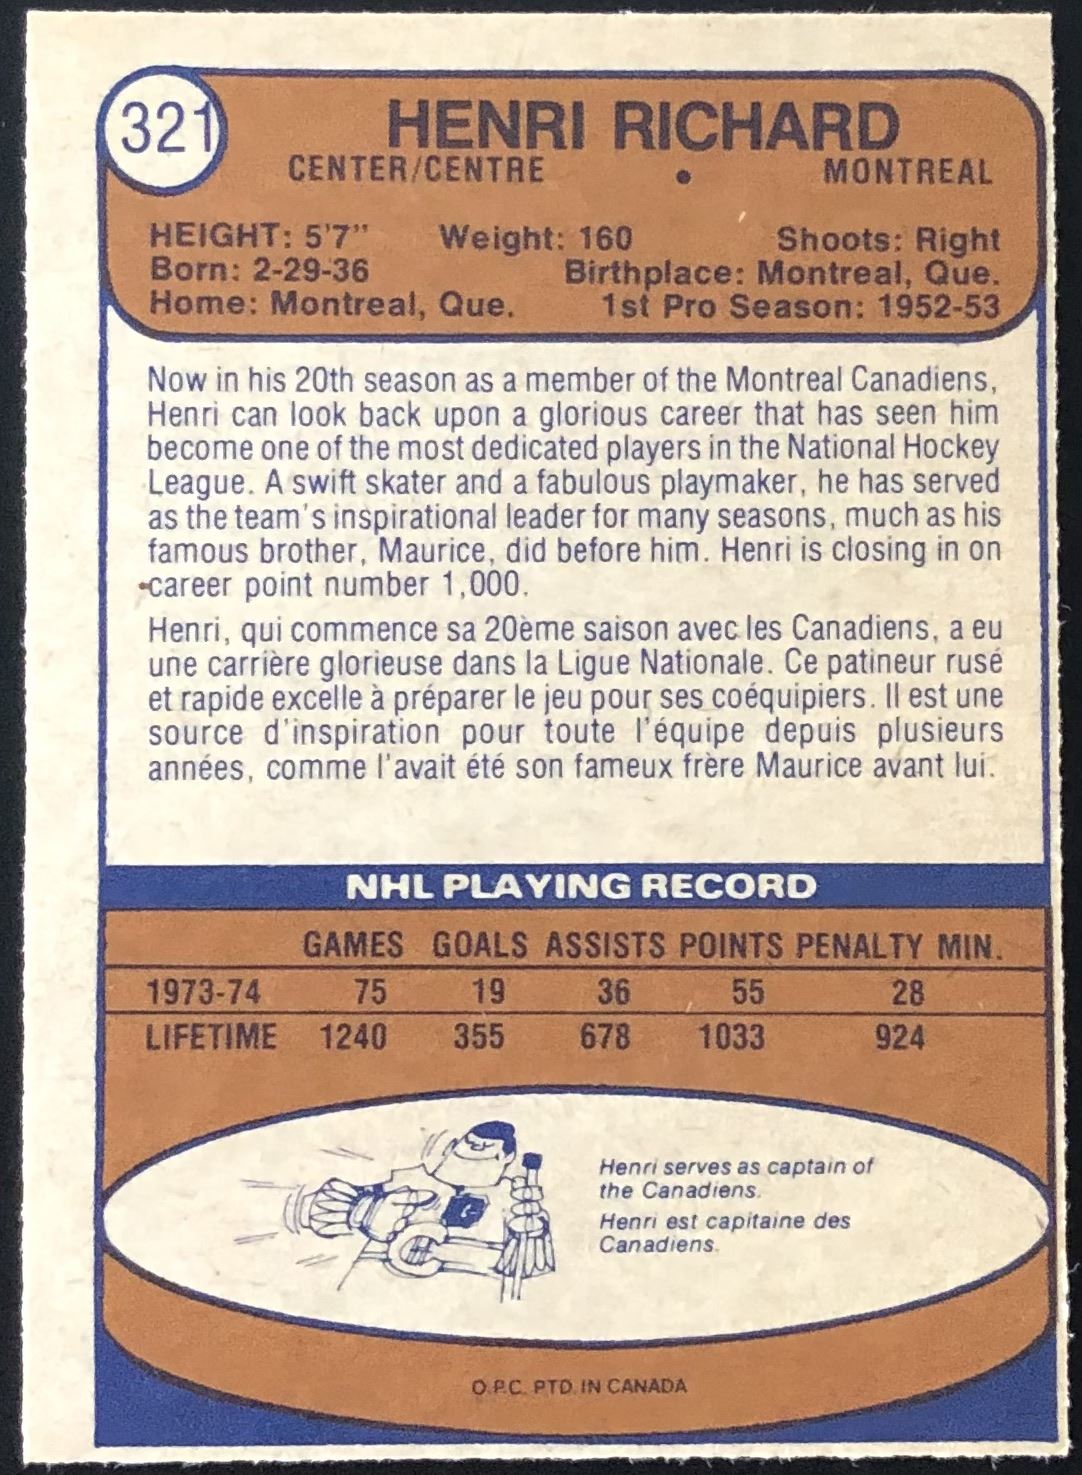 321
HENRI RICHARD
CENTER/CENTRE • MONTREAL
HEIGHT: 5'7" Weight: 160 Shoots: Right
Born: 2-29-36 Birthplace: Montreal, Que.
Home: Montreal, Que. 1st Pro Season: 1952-53
Now in his 20th season as a member of the Montreal Canadiens,
Henri can look back upon a glorious career that has seen him
become one of the most dedicated players in the National Hockey
League. A swift skater and a fabulous playmaker, he has served
as the team's inspirational leader for many seasons, much as his
famous brother, Maurice, did before him. Henri is closing in on
career point number 1,000.
Henri, qui commence sa 20ème saison avec les Canadiens, a eu
une carrière glorieuse dans la Ligue Nationale. Ce patineur rusé
et rapide excelle à préparer le jeu pour ses coéquipiers. Il est une
source d'inspiration pour toute l'équipe depuis plusieurs
années, comme l'avait été son fameux frère Maurice avant lui.
NHL PLAYING RECORD
GAMES GOALS ASSISTS POINTS PENALTY MIN.
1973-74 75 19 36 55 28
LIFETIME 1240 355 678 1033 924
Henri serves as captain of
the Canadiens.
Henri est capitaine des
Canadiens.
C
O.P.C. PTD. IN CANADA